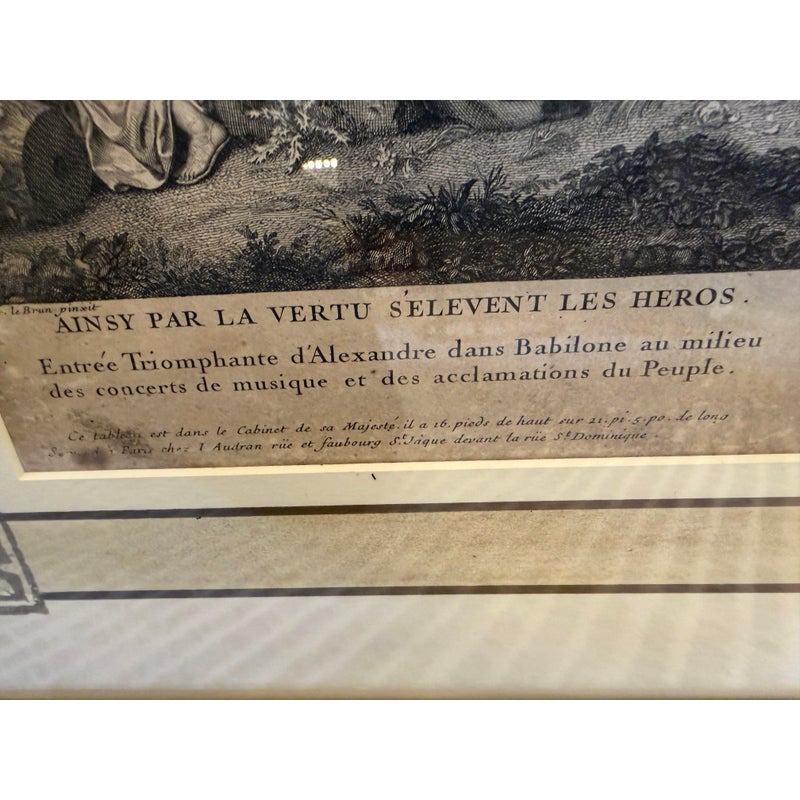 . le Brun pinxit
AINSY PAR LA VERTU S'ELEVENT LES HEROS.
Entrée Triomphante d'Alexandre dans Babilone au milieu
des concerts de musique et des acclamations du Peuple.
Ce tableau est dans le Cabinet de sa Majesté. il a 16. pieds de haut sur 21. pi. 5. po. de long
Paris chez I Audran rüe et faubourg St. Jâque devant la rüe St. Dominique.